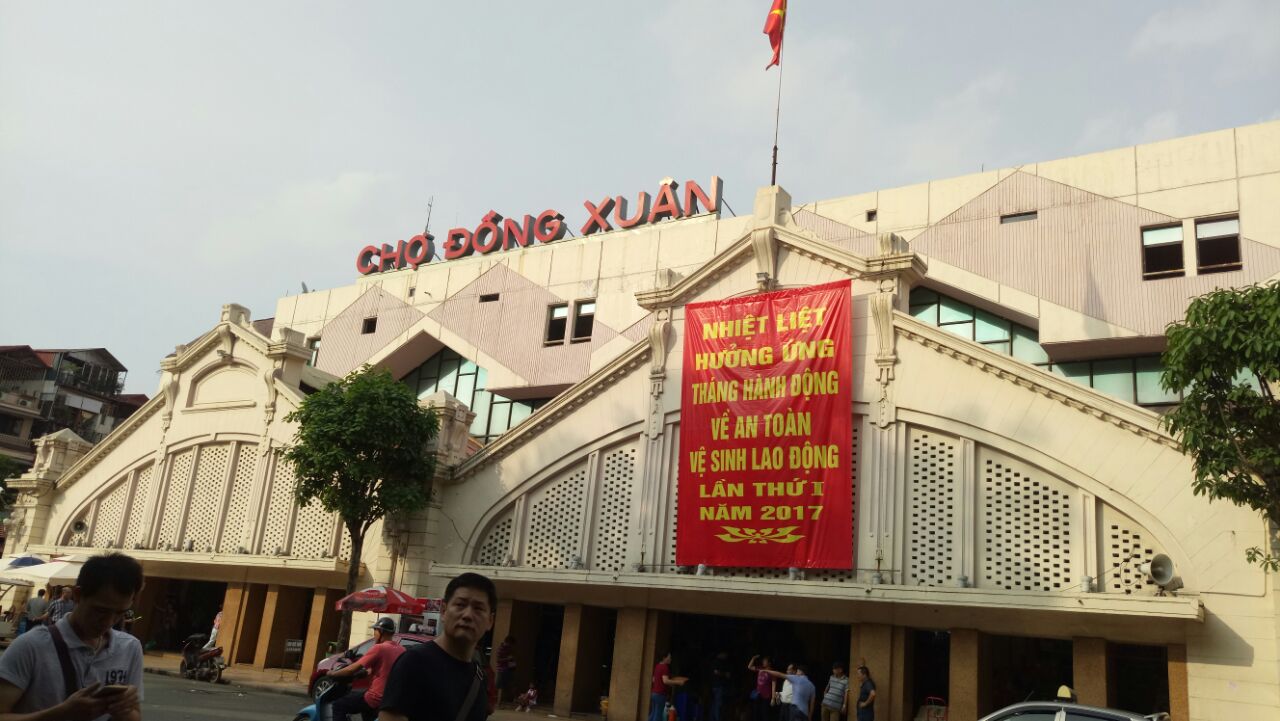 CHỢ ĐỒNG XUÂN
NHIỆT LIỆT
HƯỞNG ỨNG
THÁNG HÀNH ĐỘNG
VỀ AN TOÀN
VỆ SINH LAO ĐỘNG
LẦN THỨ I
NĂM 2017
1974